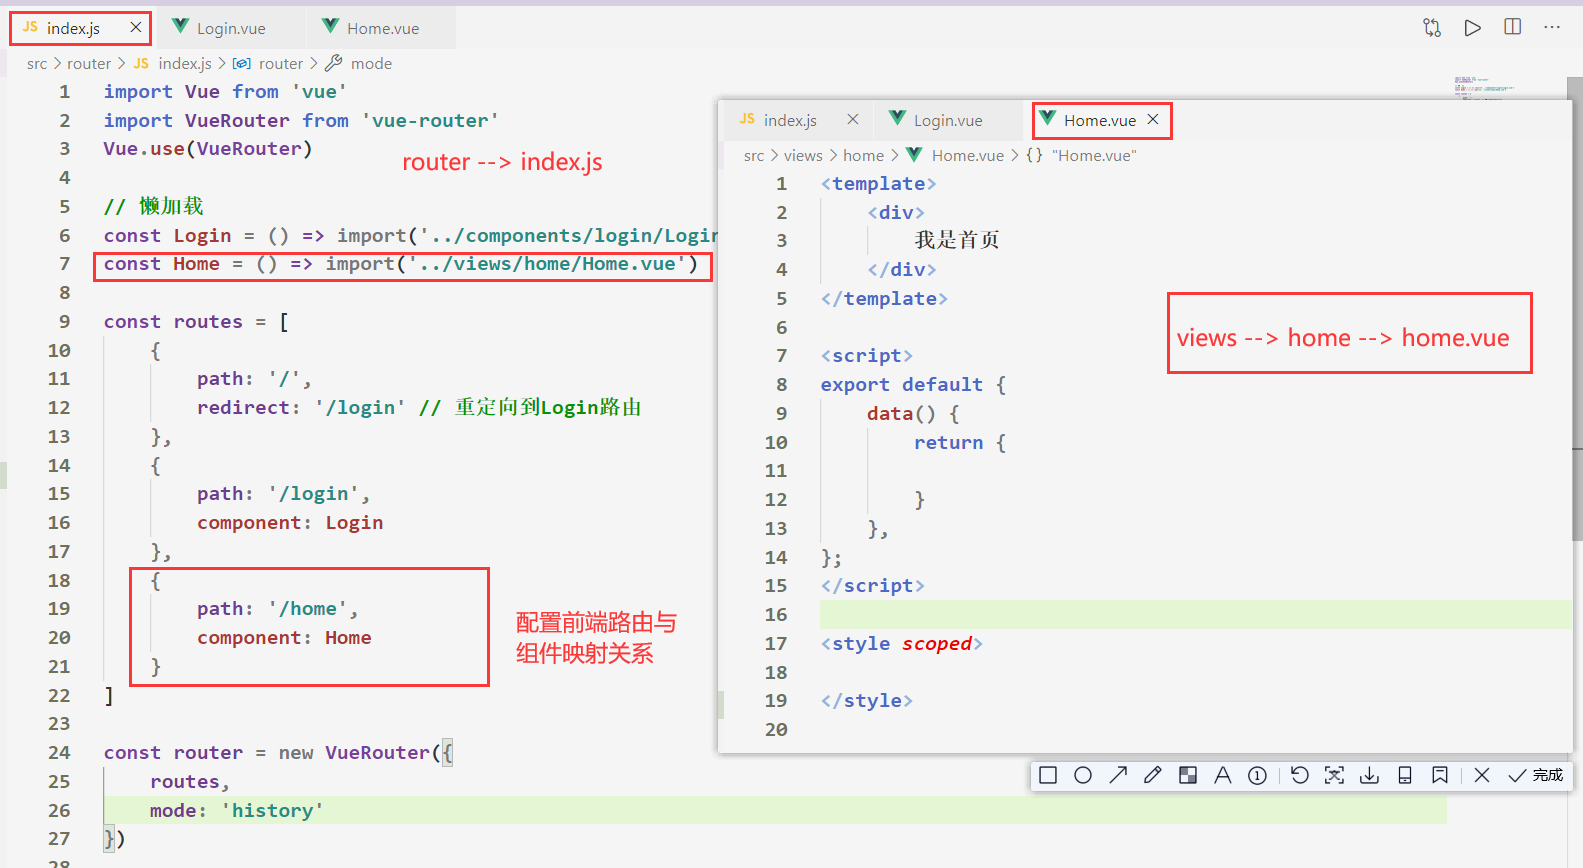 JS index.js × Login.vue Home.vue
src > router > JS index.js > router > mode
1 import Vue from 'vue'
2 import VueRouter from 'vue-router'
3 Vue.use(VueRouter)
router --> index.js
4
5 // 懒加载
6 const Login = () => import('../components/login/Login
7 const Home = () => import('../views/home/Home.vue')
8
9 const routes = [
10 {
11 path: '/',
12 redirect: '/login' // 重定向到Login路由
13 },
14 {
15 path: '/login',
16 component: Login
17 },
18 {
19 path: '/home',
20 component: Home
21 }
22 ]
配置前端路由与
组件映射关系
23
24 const router = new VueRouter({
25 routes,
26 mode: 'history'
27 })
28
JS index.js × Login.vue Home.vue ×
src > views > home > Home.vue > {} "Home.vue"
1 <template>
2 <div>
3 我是首页
4 </div>
5 </template>
6
views --> home --> home.vue
7 <script>
8 export default {
9 data() {
10 return {
11
12 }
13 },
14 };
15 </script>
16
17 <style scoped>
18
19 </style>
20
完成